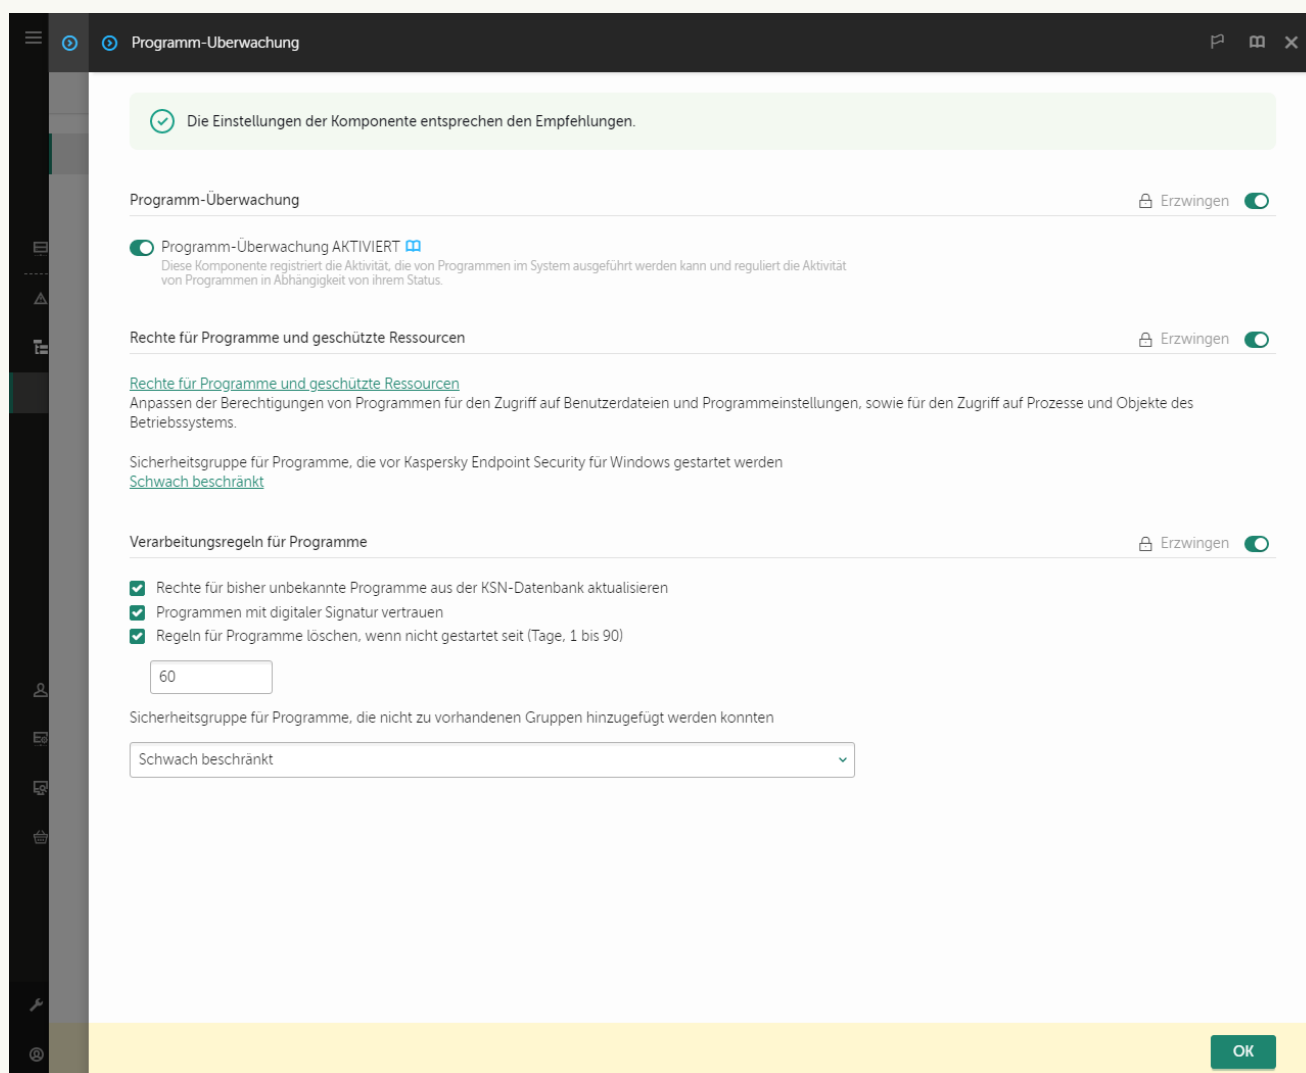 Programm-Uberwachung
Die Einstellungen der Komponente entsprechen den Empfehlungen.
Programm-Überwachung
Erzwingen
Programm-Überwachung AKTIVIERT
Diese Komponente registriert die Aktivität, die von Programmen im System ausgeführt werden kann und reguliert die Aktivität
von Programmen in Abhängigkeit von ihrem Status.
Rechte für Programme und geschützte Ressourcen
Erzwingen
Rechte für Programme und geschützte Ressourcen
Anpassen der Berechtigungen von Programmen für den Zugriff auf Benutzerdateien und Programmeinstellungen, sowie für den Zugriff auf Prozesse und Objekte des
Betriebssystems.
Sicherheitsgruppe für Programme, die vor Kaspersky Endpoint Security für Windows gestartet werden
Schwach beschränkt
Verarbeitungsregeln für Programme
Erzwingen
Rechte für bisher unbekannte Programme aus der KSN-Datenbank aktualisieren
Programmen mit digitaler Signatur vertrauen
Regeln für Programme löschen, wenn nicht gestartet seit (Tage, 1 bis 90)
60
Sicherheitsgruppe für Programme, die nicht zu vorhandenen Gruppen hinzugefügt werden konnten
Schwach beschränkt
OK